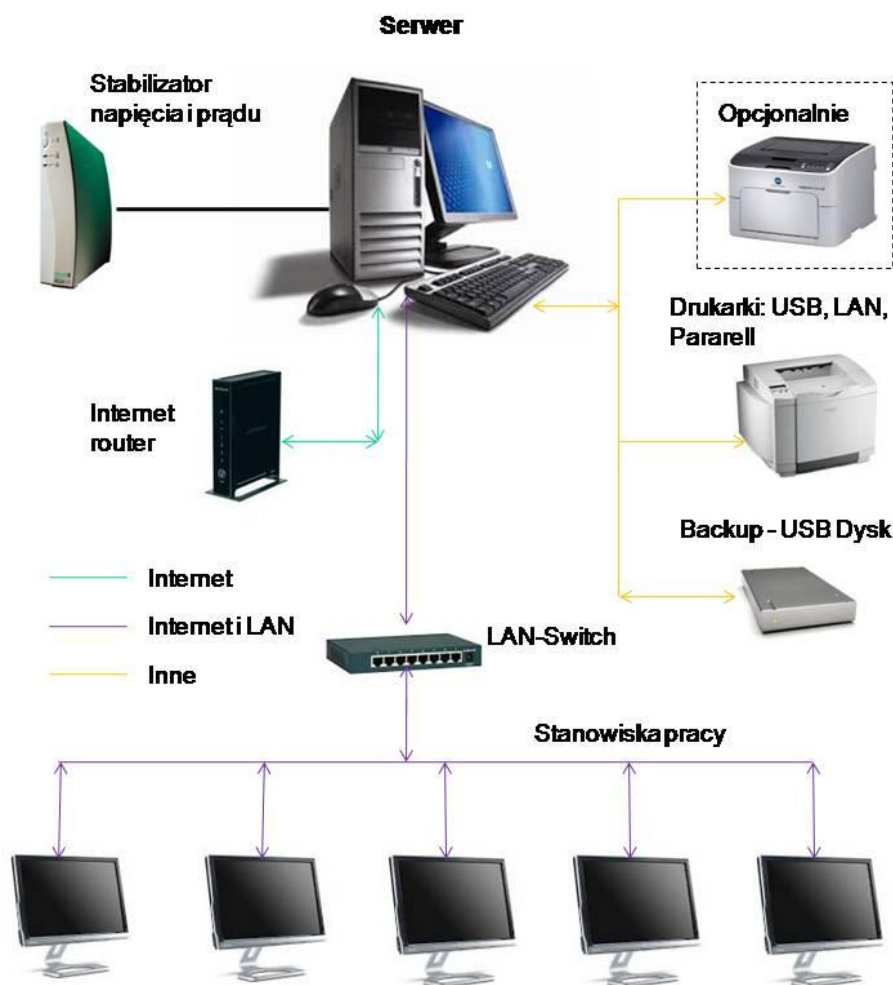 Serwer
Stabilizator
napięcia i prądu
Opcjonalnie
Drukarki: USB, LAN,
Pararell
Internet
router
Backup - USB Dysk
Internet
Internet i LAN
Inne
LAN-Switch
Stanowiska pracy